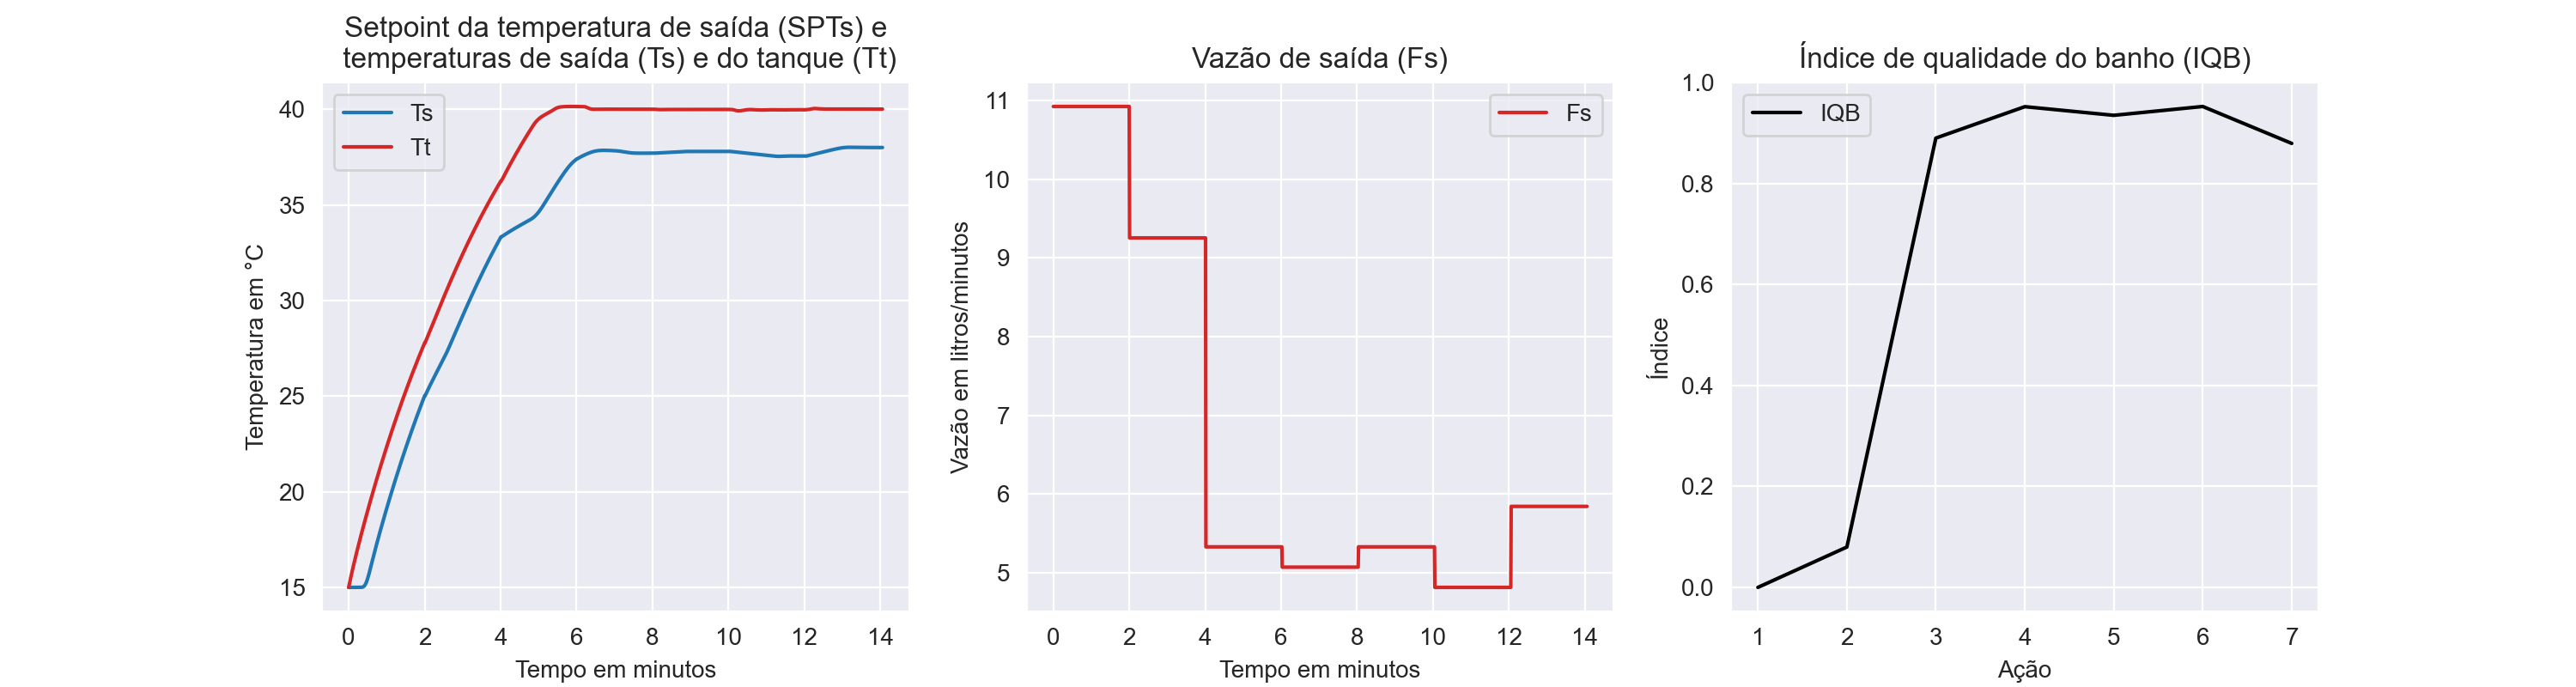 Setpoint da temperatura de saída (SPTs) e
temperaturas de saída (Ts) e do tanque (Tt)
Ts
Tt
40
35
30
25
20
15
Temperatura em °C
0 2 4 6 8 10 12 14
Tempo em minutos
Vazão de saída (Fs)
Fs
11
10
9
8
7
6
5
Vazão em litros/minutos
0 2 4 6 8 10 12 14
Tempo em minutos
Índice de qualidade do banho (IQB)
IQB
1.0
0.8
0.6
0.4
0.2
0.0
Índice
1 2 3 4 5 6 7
Ação